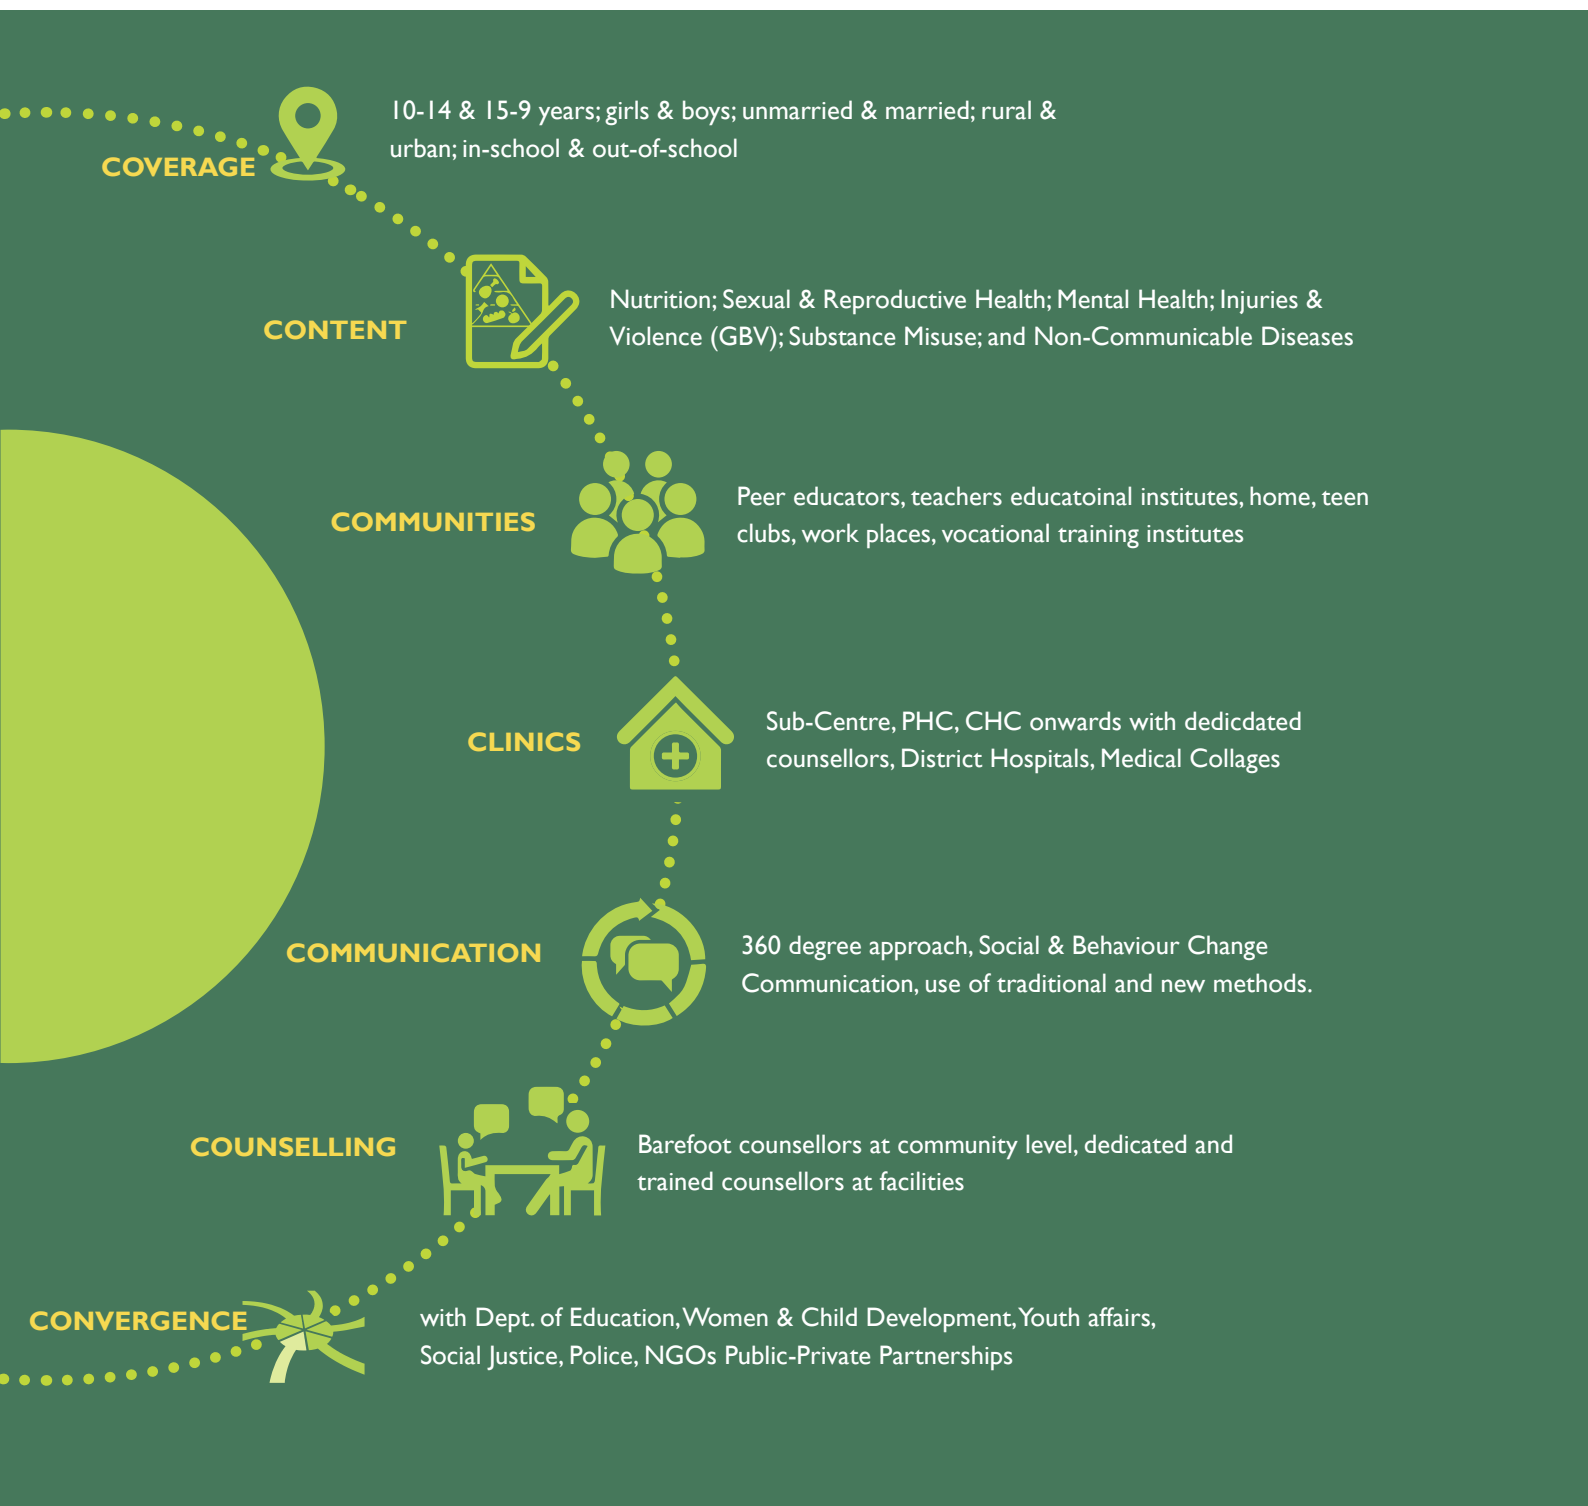 COVERAGE
10-14 & 15-9 years; girls & boys; unmarried & married; rural &
urban; in-school & out-of-school
CONTENT
Nutrition; Sexual & Reproductive Health; Mental Health; Injuries &
Violence (GBV); Substance Misuse; and Non-Communicable Diseases
COMMUNITIES
Peer educators, teachers educatoinal institutes, home, teen
clubs, work places, vocational training institutes
CLINICS
Sub-Centre, PHC, CHC onwards with dedicdated
counsellors, District Hospitals, Medical Collages
COMMUNICATION
360 degree approach, Social & Behaviour Change
Communication, use of traditional and new methods.
COUNSELLING
Barefoot counsellors at community level, dedicated and
trained counsellors at facilities
CONVERGENCE
with Dept. of Education, Women & Child Development, Youth affairs,
Social Justice, Police, NGOs Public-Private Partnerships